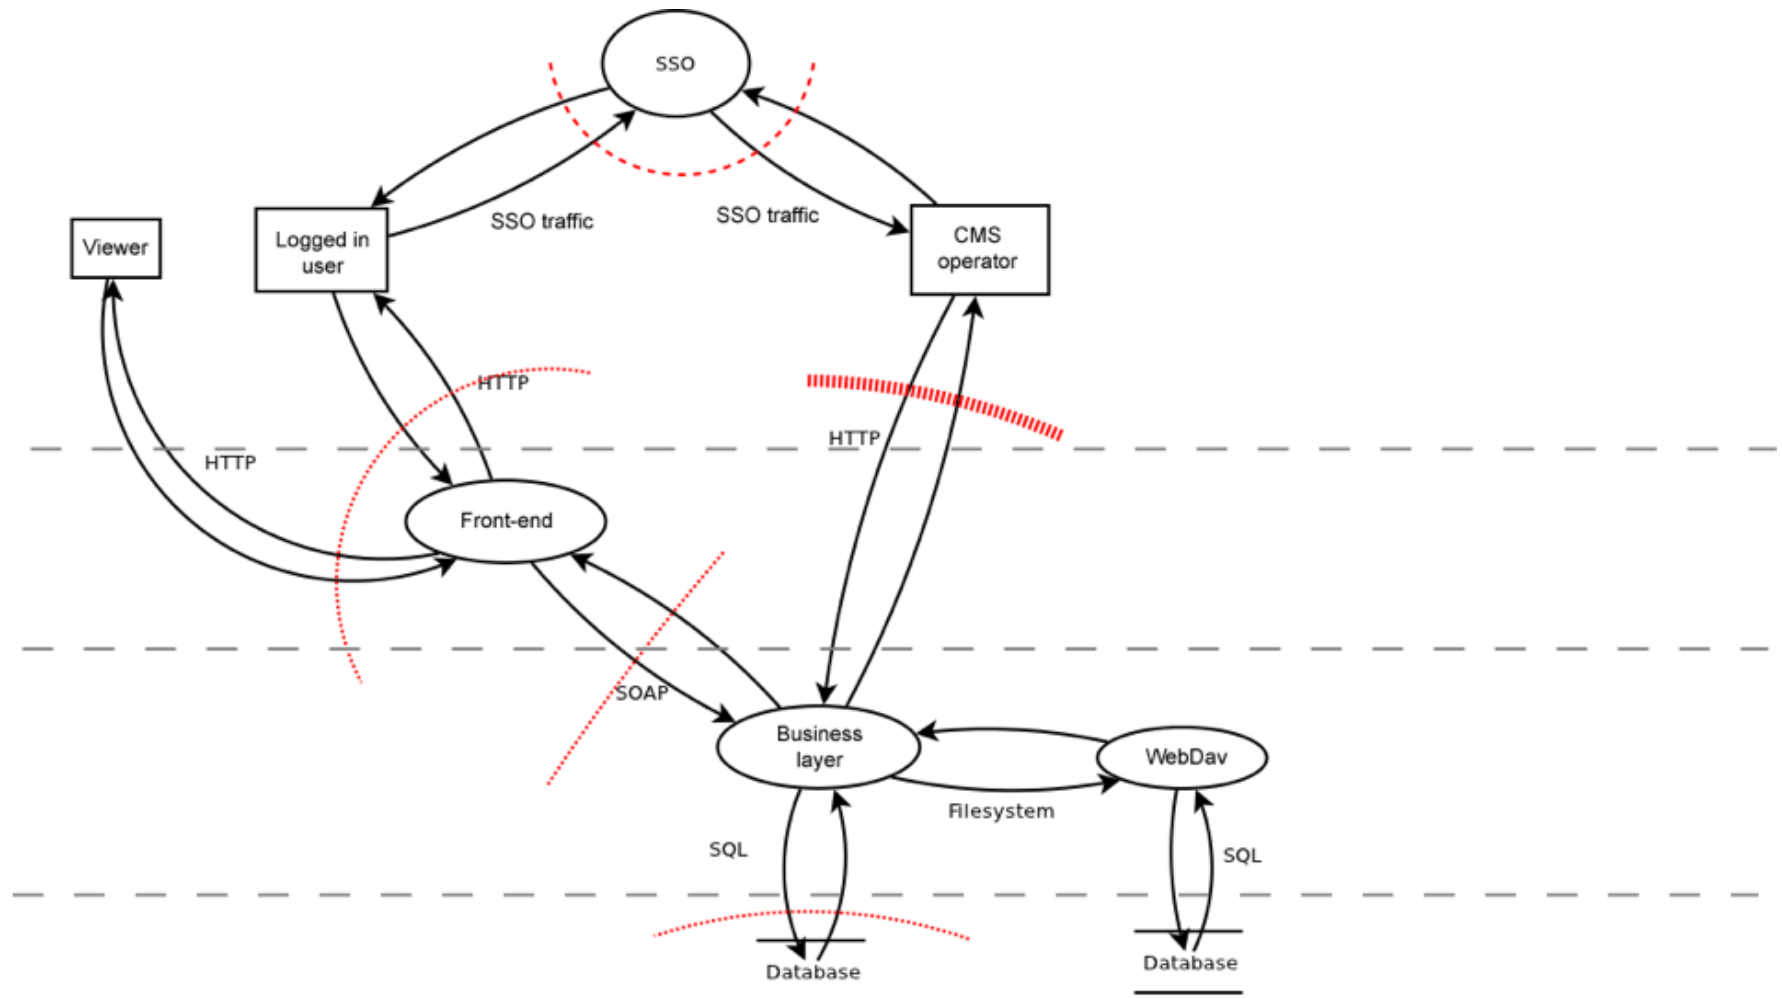 SSO
SSO traffic
SSO traffic
Viewer
Logged in
user
CMS
operator
HTTP
HTTP
HTTP
Front-end
SOAP
Business
layer
WebDav
Filesystem
SQL
SQL
Database
Database